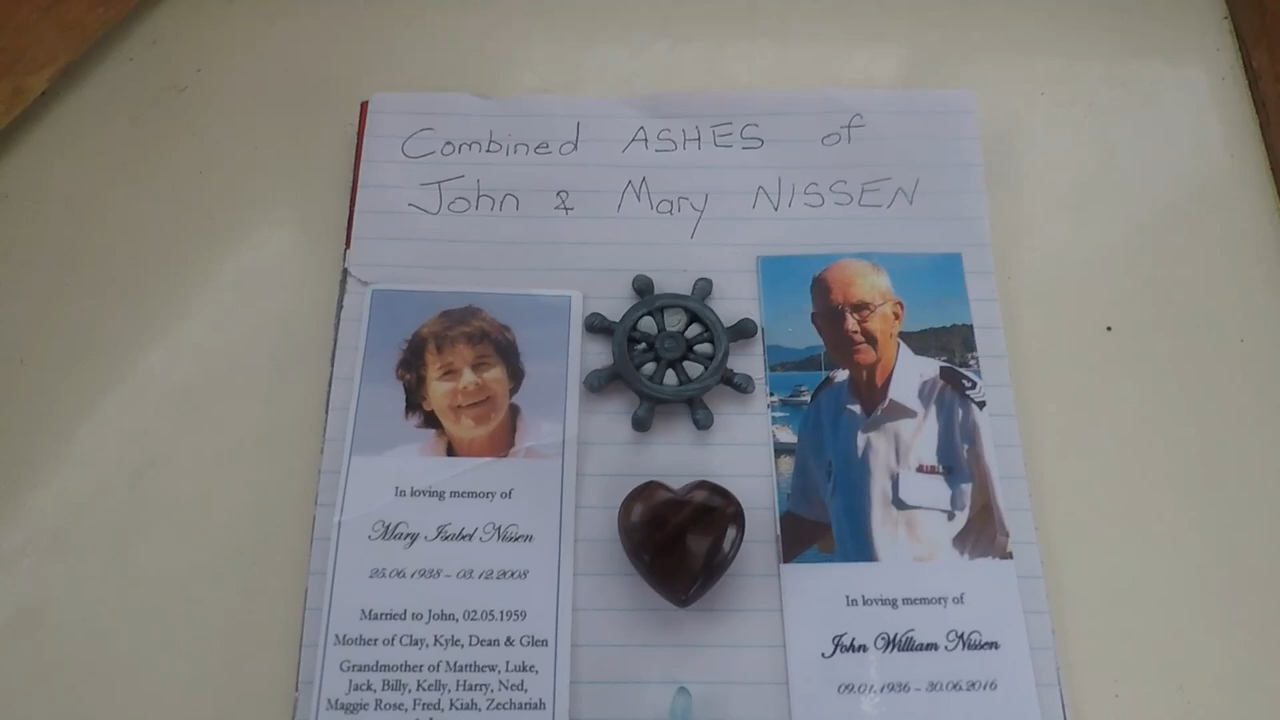 Combined ASHES of
John & Mary NISSEN
In loving memory of
Mary Isabel Nissen
25.06.1938 – 03.12.2008
Married to John, 02.05.1959
Mother of Clay, Kyle, Dean & Glen
Grandmother of Matthew, Luke,
Jack, Billy, Kelly, Harry, Ned,
Maggie Rose, Fred, Kiah, Zechariah
In loving memory of
John William Nissen
09.01.1936 – 30.06.2016